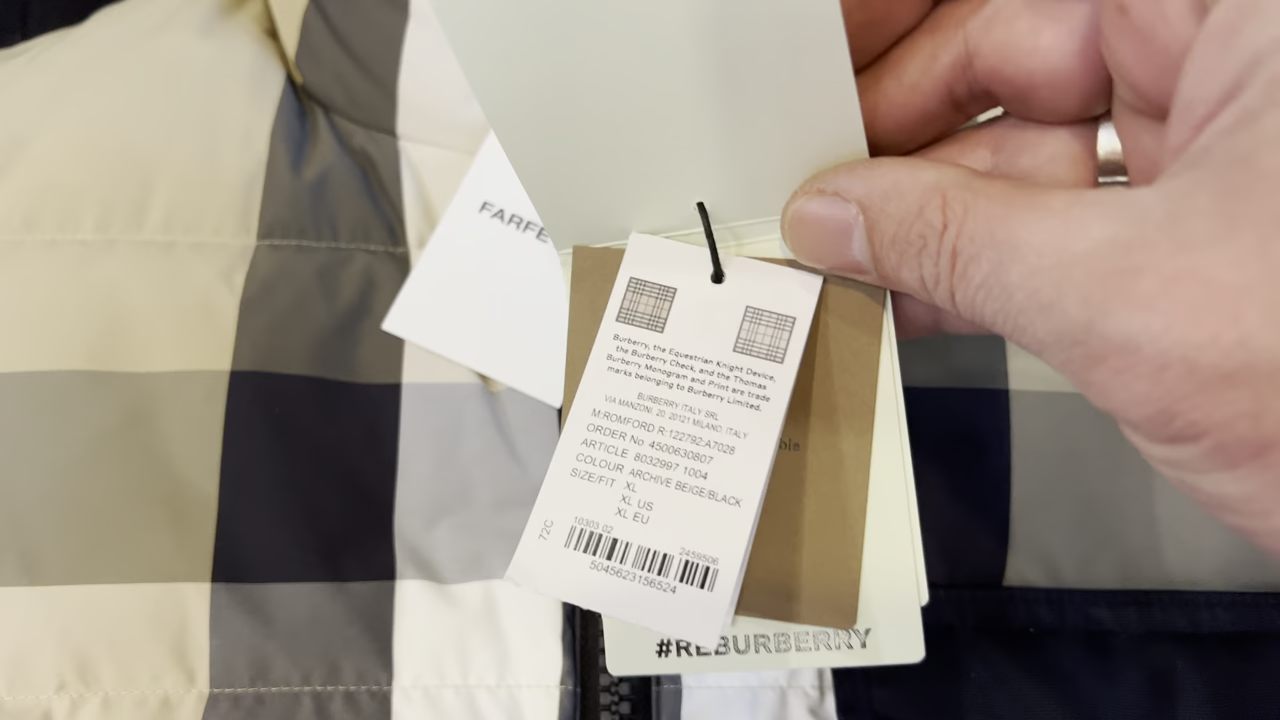 FARFE
Burberry, the Equestrian Knight Device,
the Burberry Check, and the Thomas
Burberry Monogram and Print are trade
marks belonging to Burberry Limited.
BURBERRY ITALY SRL
VIA MANZONI, 20, 20121 MILANO, ITALY
M:ROMFORD R:122792:A7028
ORDER No 4500630807
ARTICLE 8032997 1004
COLOUR ARCHIVE BEIGE/BLACK
SIZE/FIT XL
XL US
XL EU
72C
10303 02
2459506
5045623156524
ble
#REBURBERRY